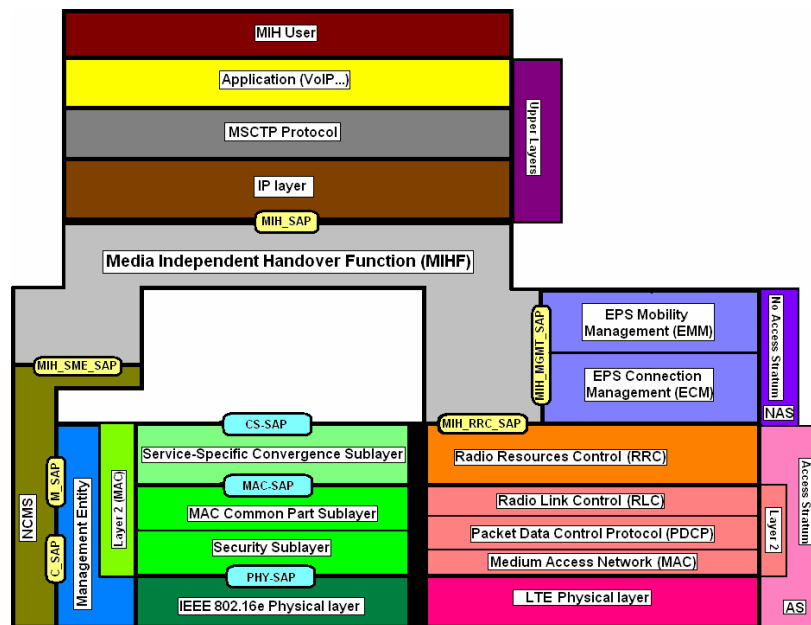 MIH User
Application (VoIP...)
MSCTP Protocol
IP layer
Upper Layers
MIH_SAP
Media Independent Handover Function (MIHF)
MIH_SME_SAP
MIH_MGMT_SAP
EPS Mobility
Management (EMM)
EPS Connection
Management (ECM)
No Access Stratum
NAS
CS-SAP
MIH_RRC_SAP
NCMS
M_SAP
C_SAP
Management Entity
Layer 2 (MAC)
Service-Specific Convergence Sublayer
MAC-SAP
MAC Common Part Sublayer
Security Sublayer
PHY-SAP
IEEE 802.16e Physical layer
Radio Resources Control (RRC)
Radio Link Control (RLC)
Packet Data Control Protocol (PDCP)
Medium Access Network (MAC)
LTE Physical layer
Layer 2
Access Stratum
AS